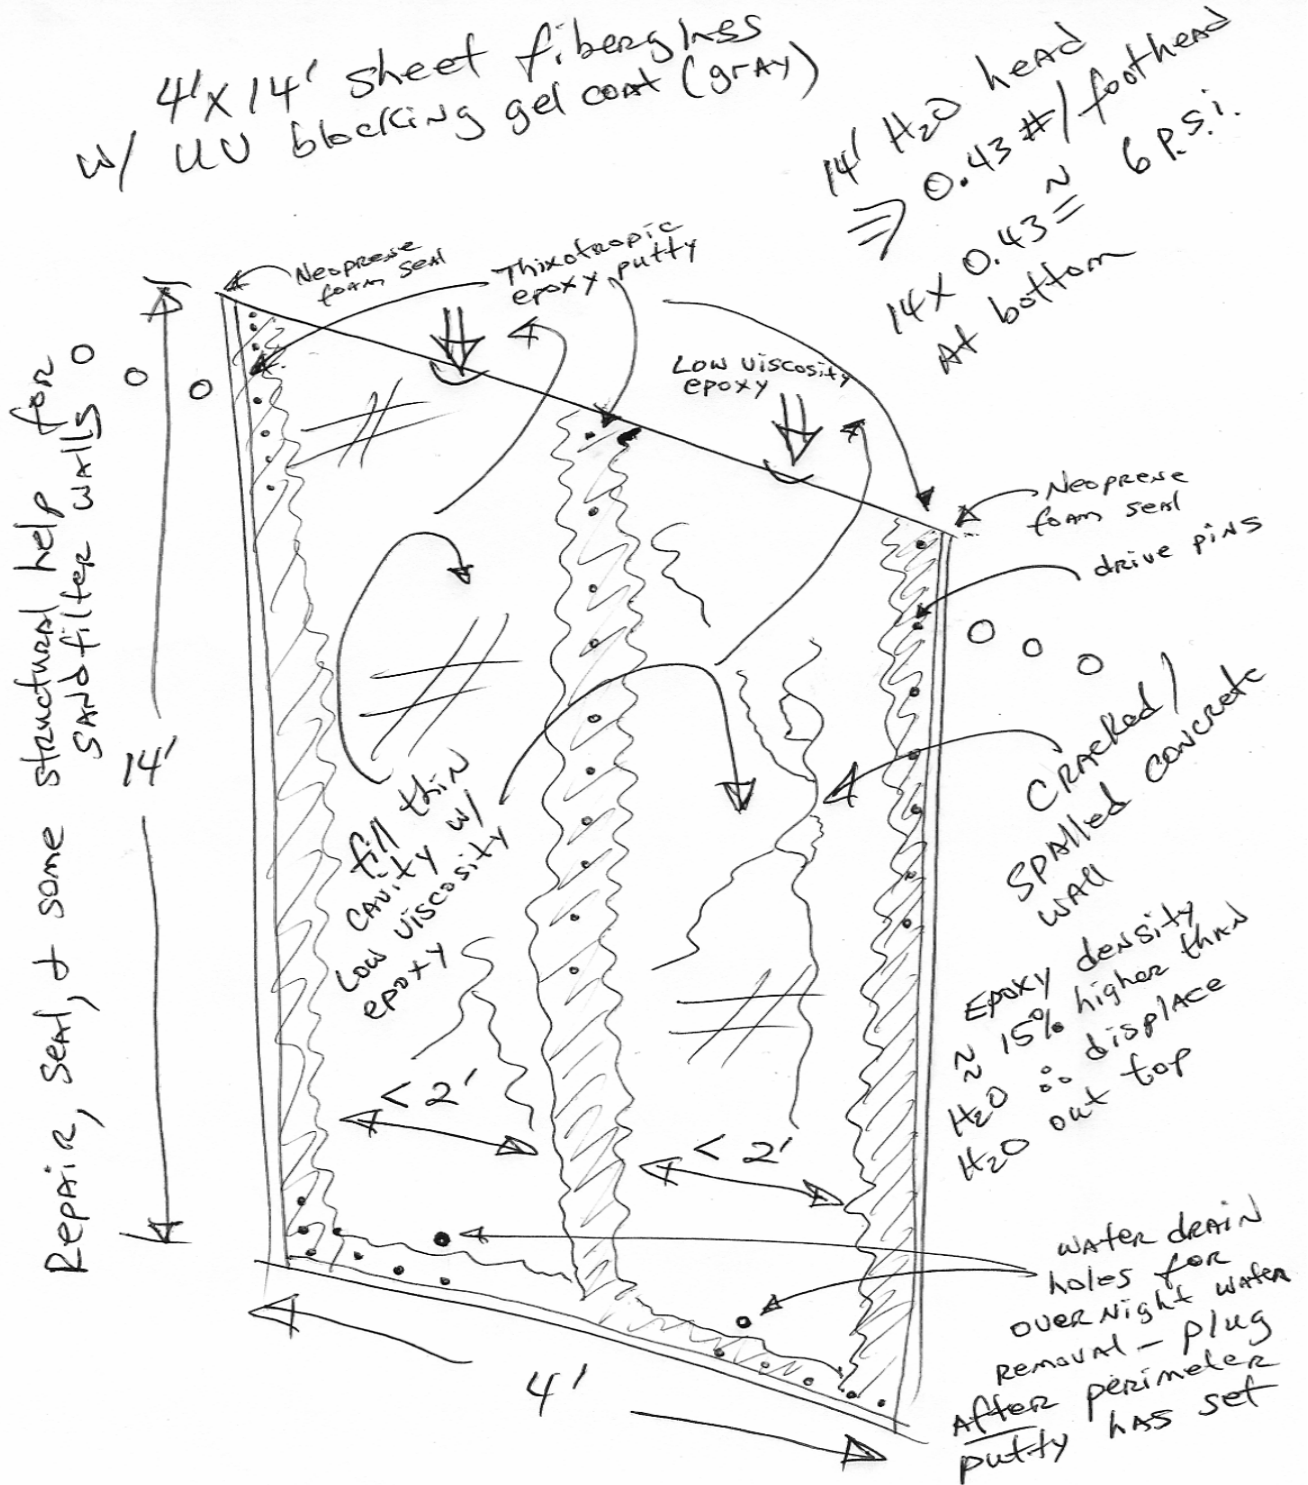 4' X 14' sheet fiberglass
w/ UV blocking gel coat (gray)
14' H2O head
⇒ 0.43 #/foothead
14 X 0.43 ≅ 6 p.s.i.
At bottom
Neoprene
foam seal
Thixotropic
epoxy putty
Low viscosity
epoxy
Neoprene
foam seal
drive pins
Repair, seal, + some structural help for
sand filter walls
14'
Cracked/
spalled concrete
wall
fill thin
cavity w/
Low viscosity
epoxy
Epoxy density
≈ 15% higher than
H2O ∴ displace
H2O out top
< 2'
< 2'
water drain
holes for
overnight water
removal - plug
After perimeter
putty has set
4'